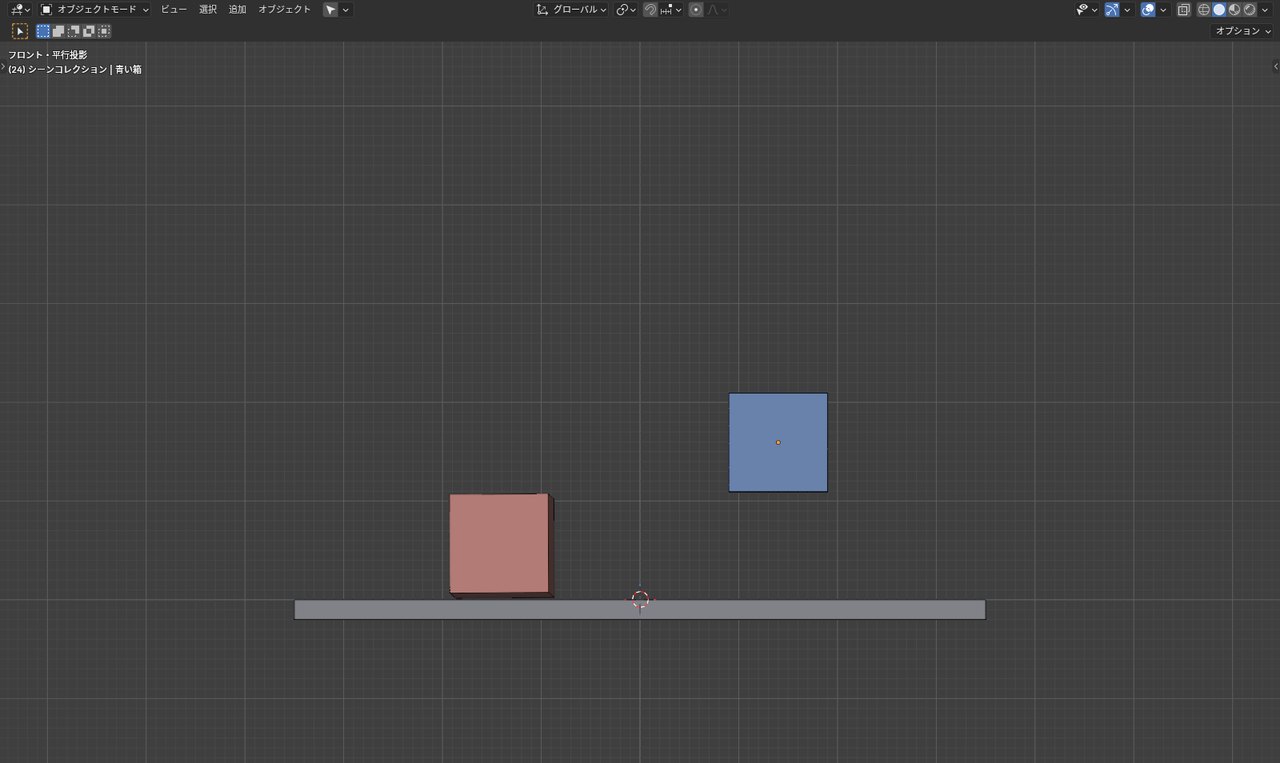 オブジェクトモード ビュー 選択 追加 オブジェクト グローバル
オプション
フロント・平行投影
(24) シーンコレクション | 青い箱